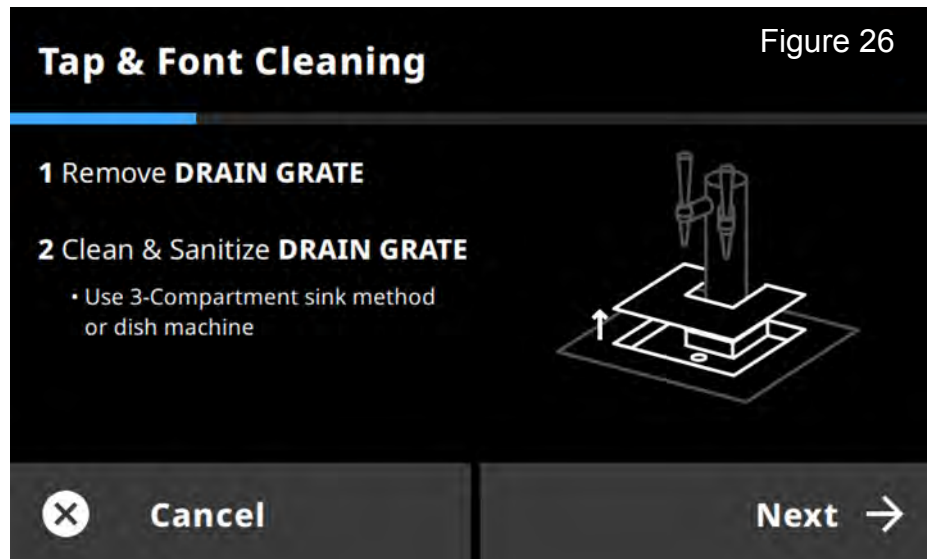 Tap & Font Cleaning
Figure 26
1 Remove DRAIN GRATE
2 Clean & Sanitize DRAIN GRATE
• Use 3-Compartment sink method
or dish machine
Cancel
Next